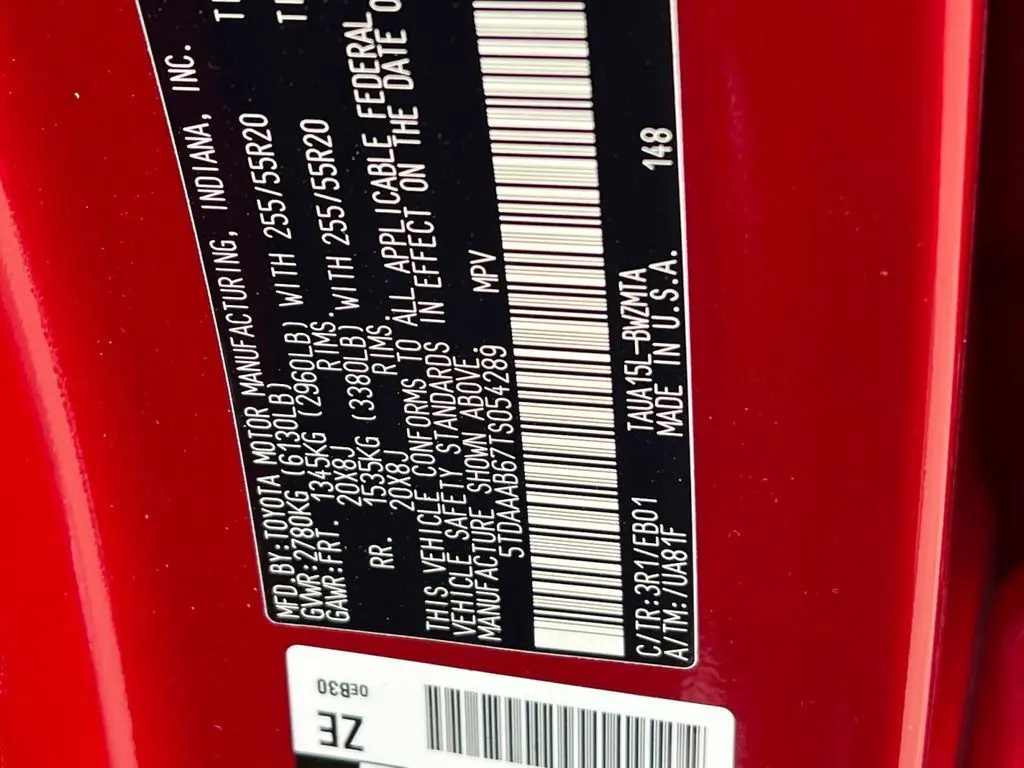 MFD.BY:TOYOTA MOTOR MANUFACTURING, INDIANA, INC.
GVWR:2780KG (6130LB)
GAWR:FRT. 1345KG (2960LB) WITH 255/55R20
20X8J RIMS.
RR. 1535KG (3380LB) WITH 255/55R20
20X8J RIMS.
THIS VEHICLE CONFORMS TO ALL APPLICABLE FEDERAL
VEHICLE SAFETY STANDARDS IN EFFECT ON THE DATE
MANUFACTURE SHOWN ABOVE.
5TDAAAB67TS054289 MPV
C/TR:3R1/EB01 TAUA15L-BWZMTA 148
A/TM:/UA81F MADE IN U.S.A.
ZE
0EB30